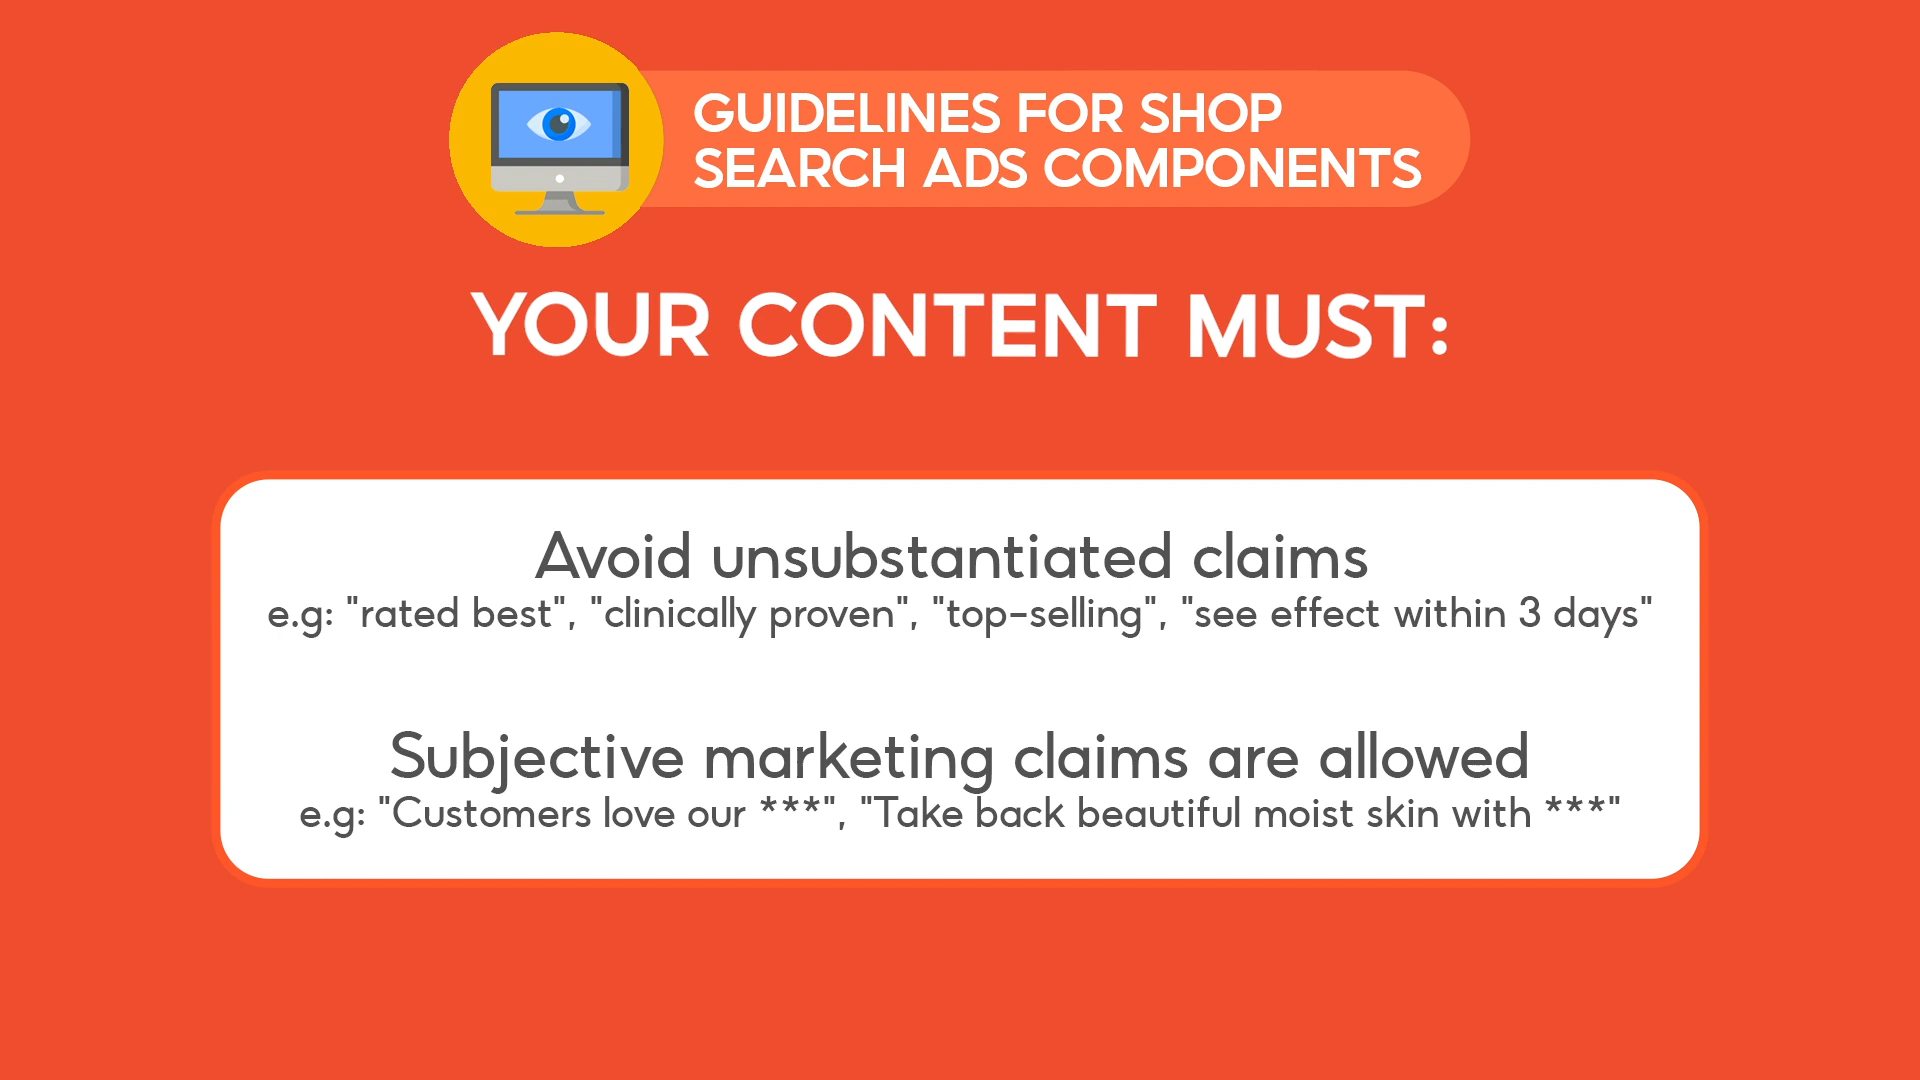 GUIDELINES FOR SHOP
SEARCH ADS COMPONENTS
YOUR CONTENT MUST:
Avoid unsubstantiated claims
e.g: "rated best", "clinically proven", "top-selling", "see effect within 3 days"
Subjective marketing claims are allowed
e.g: "Customers love our ***", "Take back beautiful moist skin with ***"